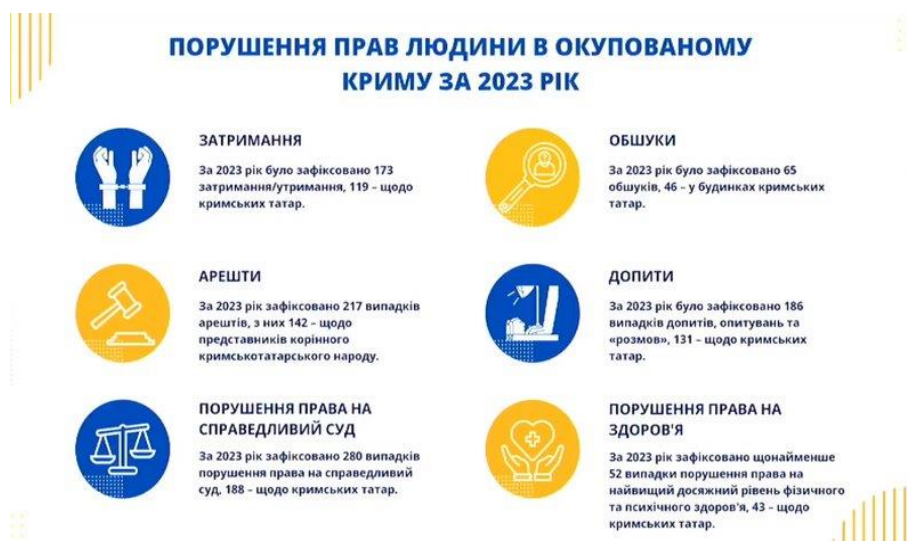 ПОРУШЕННЯ ПРАВ ЛЮДИНИ В ОКУПОВАНОМУ
КРИМУ ЗА 2023 РІК
ЗАТРИМАННЯ
За 2023 рік було зафіксовано 173
затримання/утримання, 119 – щодо
кримських татар.
ОБШУКИ
За 2023 рік було зафіксовано 65
обшуків, 46 – у будинках кримських
татар.
АРЕШТИ
За 2023 рік зафіксовано 217 випадків
арештів, з них 142 – щодо
представників корінного
кримськотатарського народу.
ДОПИТИ
За 2023 рік було зафіксовано 186
випадків допитів, опитувань та
«розмов», 131 – щодо кримських
татар.
ПОРУШЕННЯ ПРАВА НА
СПРАВЕДЛИВИЙ СУД
За 2023 рік зафіксовано 280 випадків
порушення права на справедливий
суд, 188 – щодо кримських татар.
ПОРУШЕННЯ ПРАВА НА
ЗДОРОВ'Я
За 2023 рік зафіксовано щонайменше
52 випадки порушення права на
найвищий досяжний рівень фізичного
та психічного здоров'я, 43 – щодо
кримських татар.